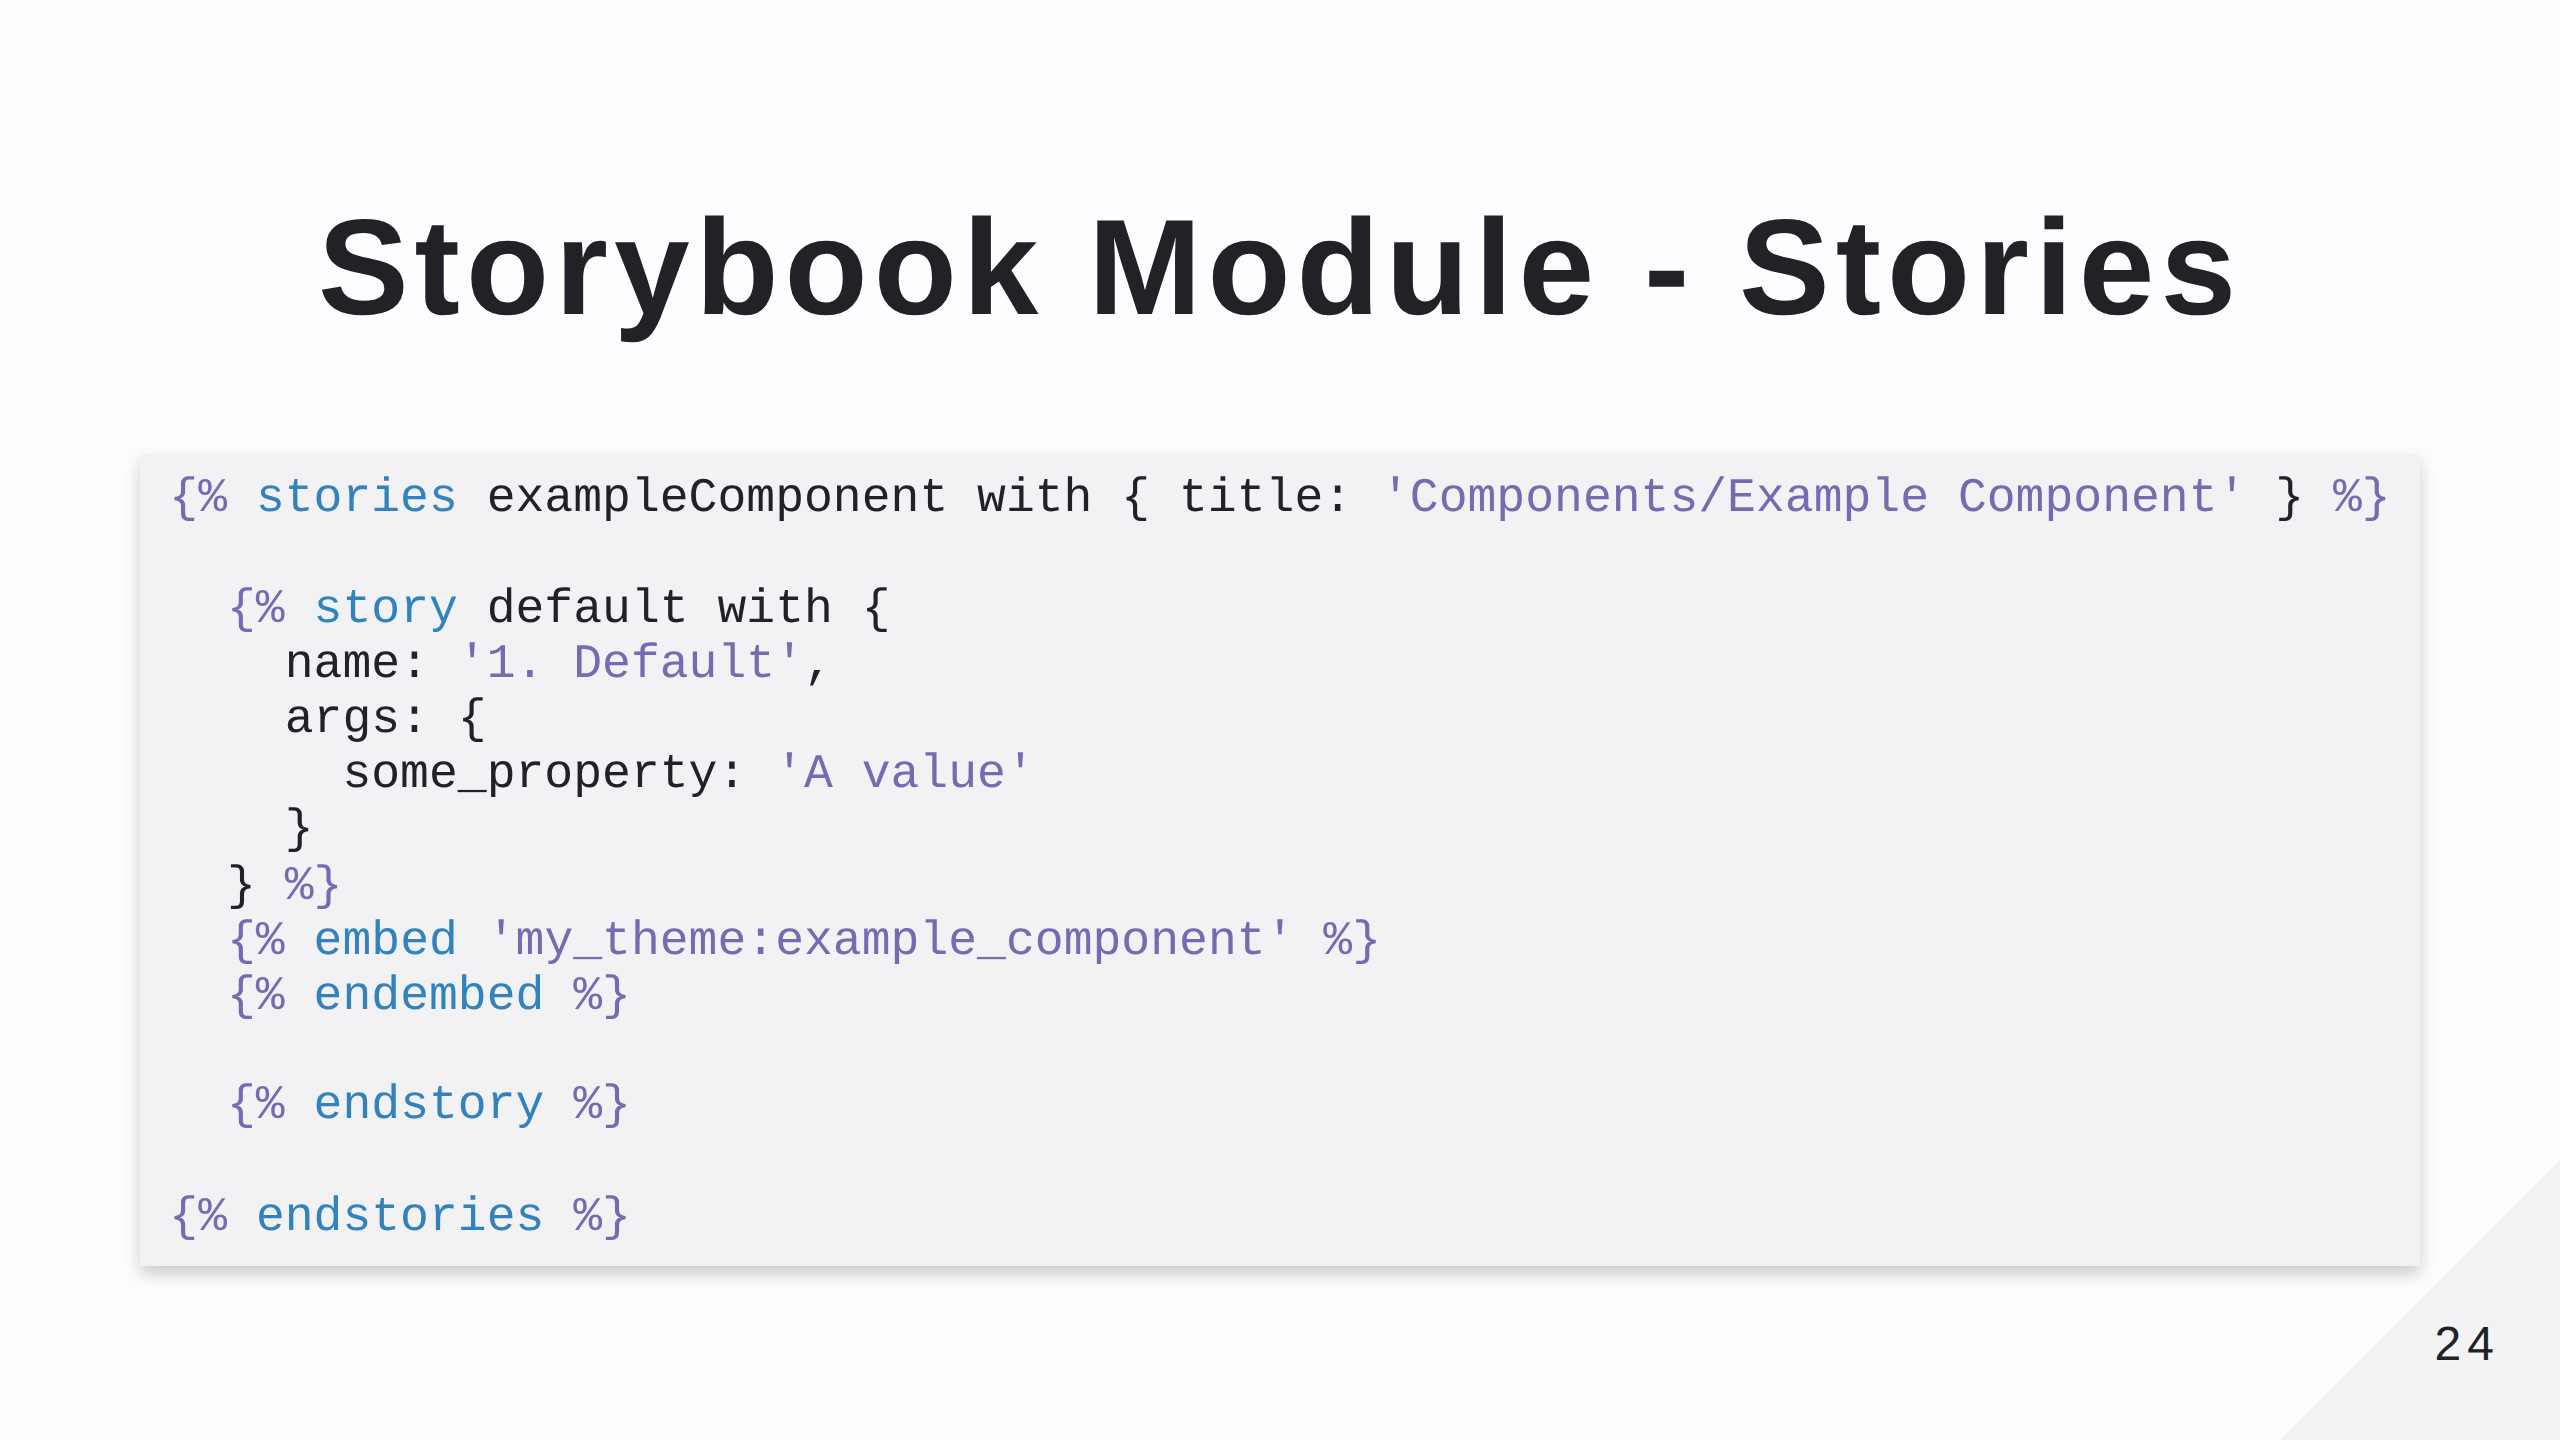 Storybook Module - Stories
{% stories exampleComponent with { title: 'Components/Example Component' } %}
  {% story default with {
    name: '1. Default',
    args: {
      some_property: 'A value'
    }
  } %}
  {% embed 'my_theme:example_component' %}
  {% endembed %}
  {% endstory %}
{% endstories %}
24